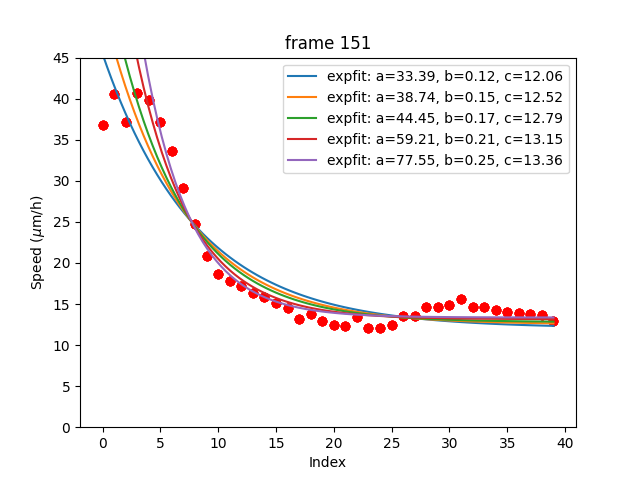 frame 151
45
40
35
30
25
20
15
10
5
0
Speed (μm/h)
expfit: a=33.39, b=0.12, c=12.06
expfit: a=38.74, b=0.15, c=12.52
expfit: a=44.45, b=0.17, c=12.79
expfit: a=59.21, b=0.21, c=13.15
expfit: a=77.55, b=0.25, c=13.36
0 5 10 15 20 25 30 35 40
Index